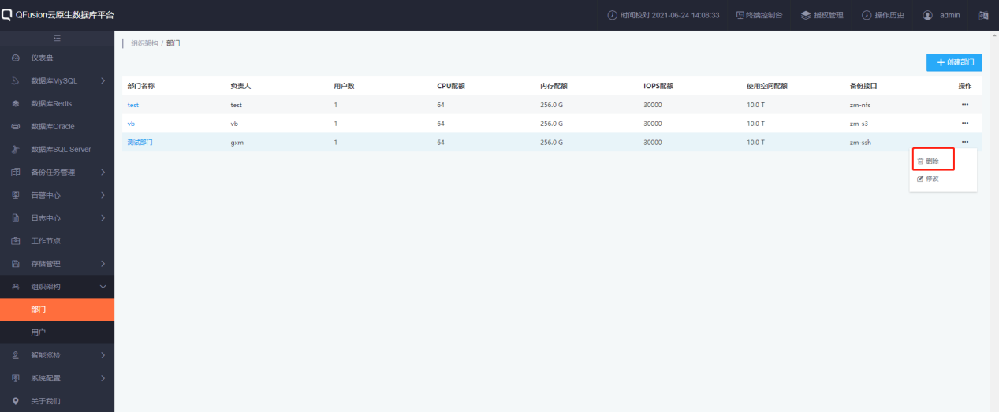 QFusion云原生数据库平台
时间校对 2021-06-24 14:08:33 终端控制台 授权管理 操作历史 admin
仪表盘
数据库MySQL
数据库Redis
数据库Oracle
数据库SQL Server
备份任务管理
告警中心
日志中心
工作节点
存储管理
组织架构
部门
用户
智能巡检
系统配置
关于我们
组织架构 / 部门
创建部门
部门名称 负责人 用户数 CPU配额 内存配额 IOPS配额 使用空间配额 备份接口 操作
test test 1 64 256.0 G 30000 10.0 T zm-nfs ···
vb vb 1 64 256.0 G 30000 10.0 T zm-s3 ···
测试部门 gxm 1 64 256.0 G 30000 10.0 T zm-ssh ···
删除
修改